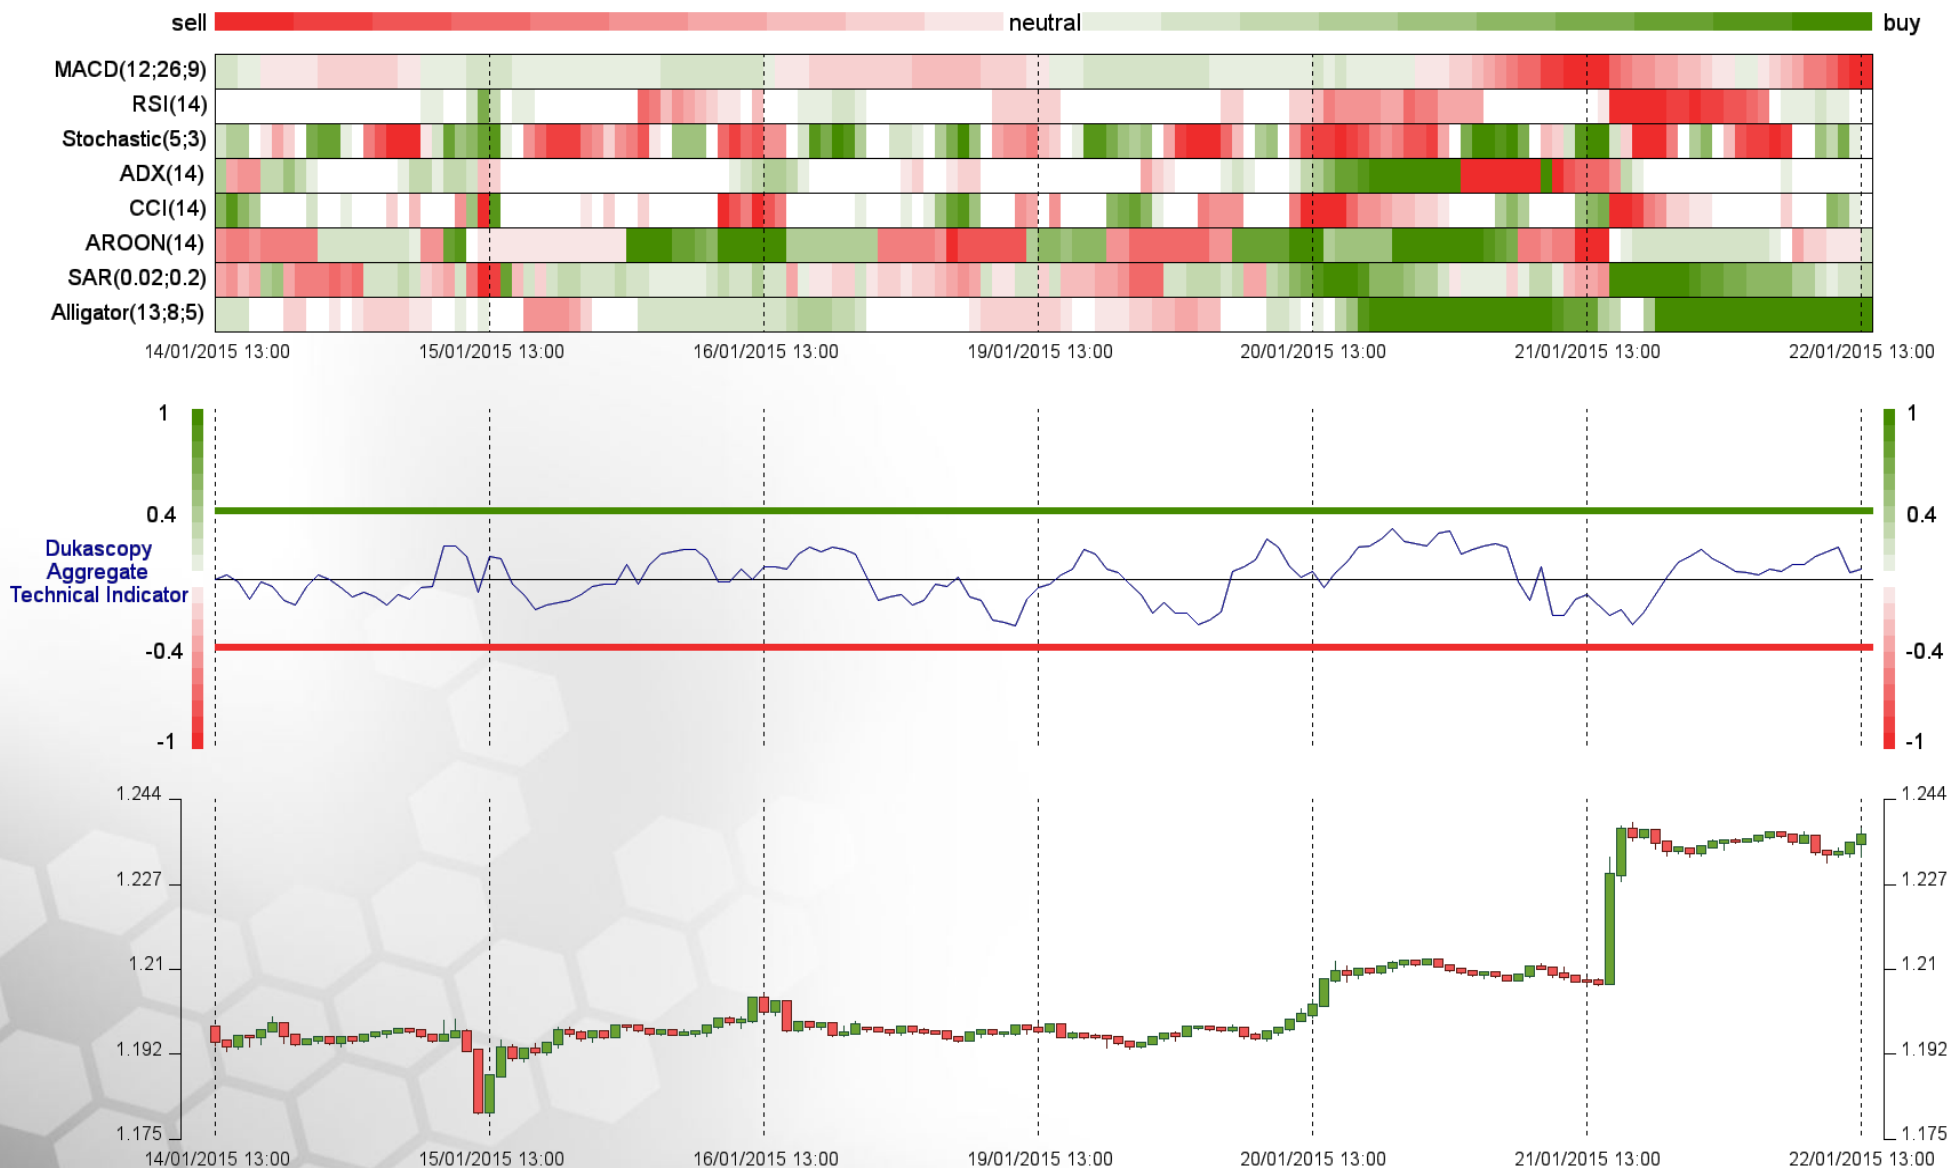 sell neutral buy
MACD(12;26;9)
RSI(14)
Stochastic(5;3)
ADX(14)
CCI(14)
AROON(14)
SAR(0.02;0.2)
Alligator(13;8;5)
14/01/2015 13:00 15/01/2015 13:00 16/01/2015 13:00 19/01/2015 13:00 20/01/2015 13:00 21/01/2015 13:00 22/01/2015 13:00
1 1
0.4 0.4
Dukascopy
Aggregate
Technical Indicator
-0.4 -0.4
-1 -1
1.244 1.244
1.227 1.227
1.21 1.21
1.192 1.192
1.175 1.175
14/01/2015 13:00 15/01/2015 13:00 16/01/2015 13:00 19/01/2015 13:00 20/01/2015 13:00 21/01/2015 13:00 22/01/2015 13:00